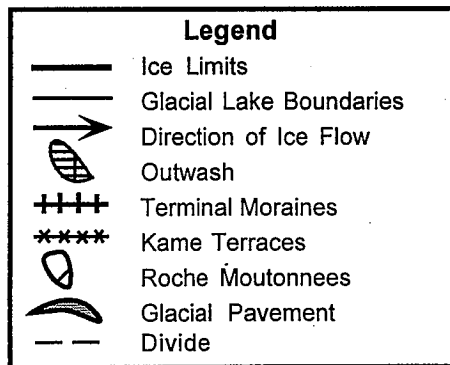 Legend
Ice Limits
Glacial Lake Boundaries
Direction of Ice Flow
Outwash
Terminal Moraines
Kame Terraces
Roche Moutonnees
Glacial Pavement
Divide